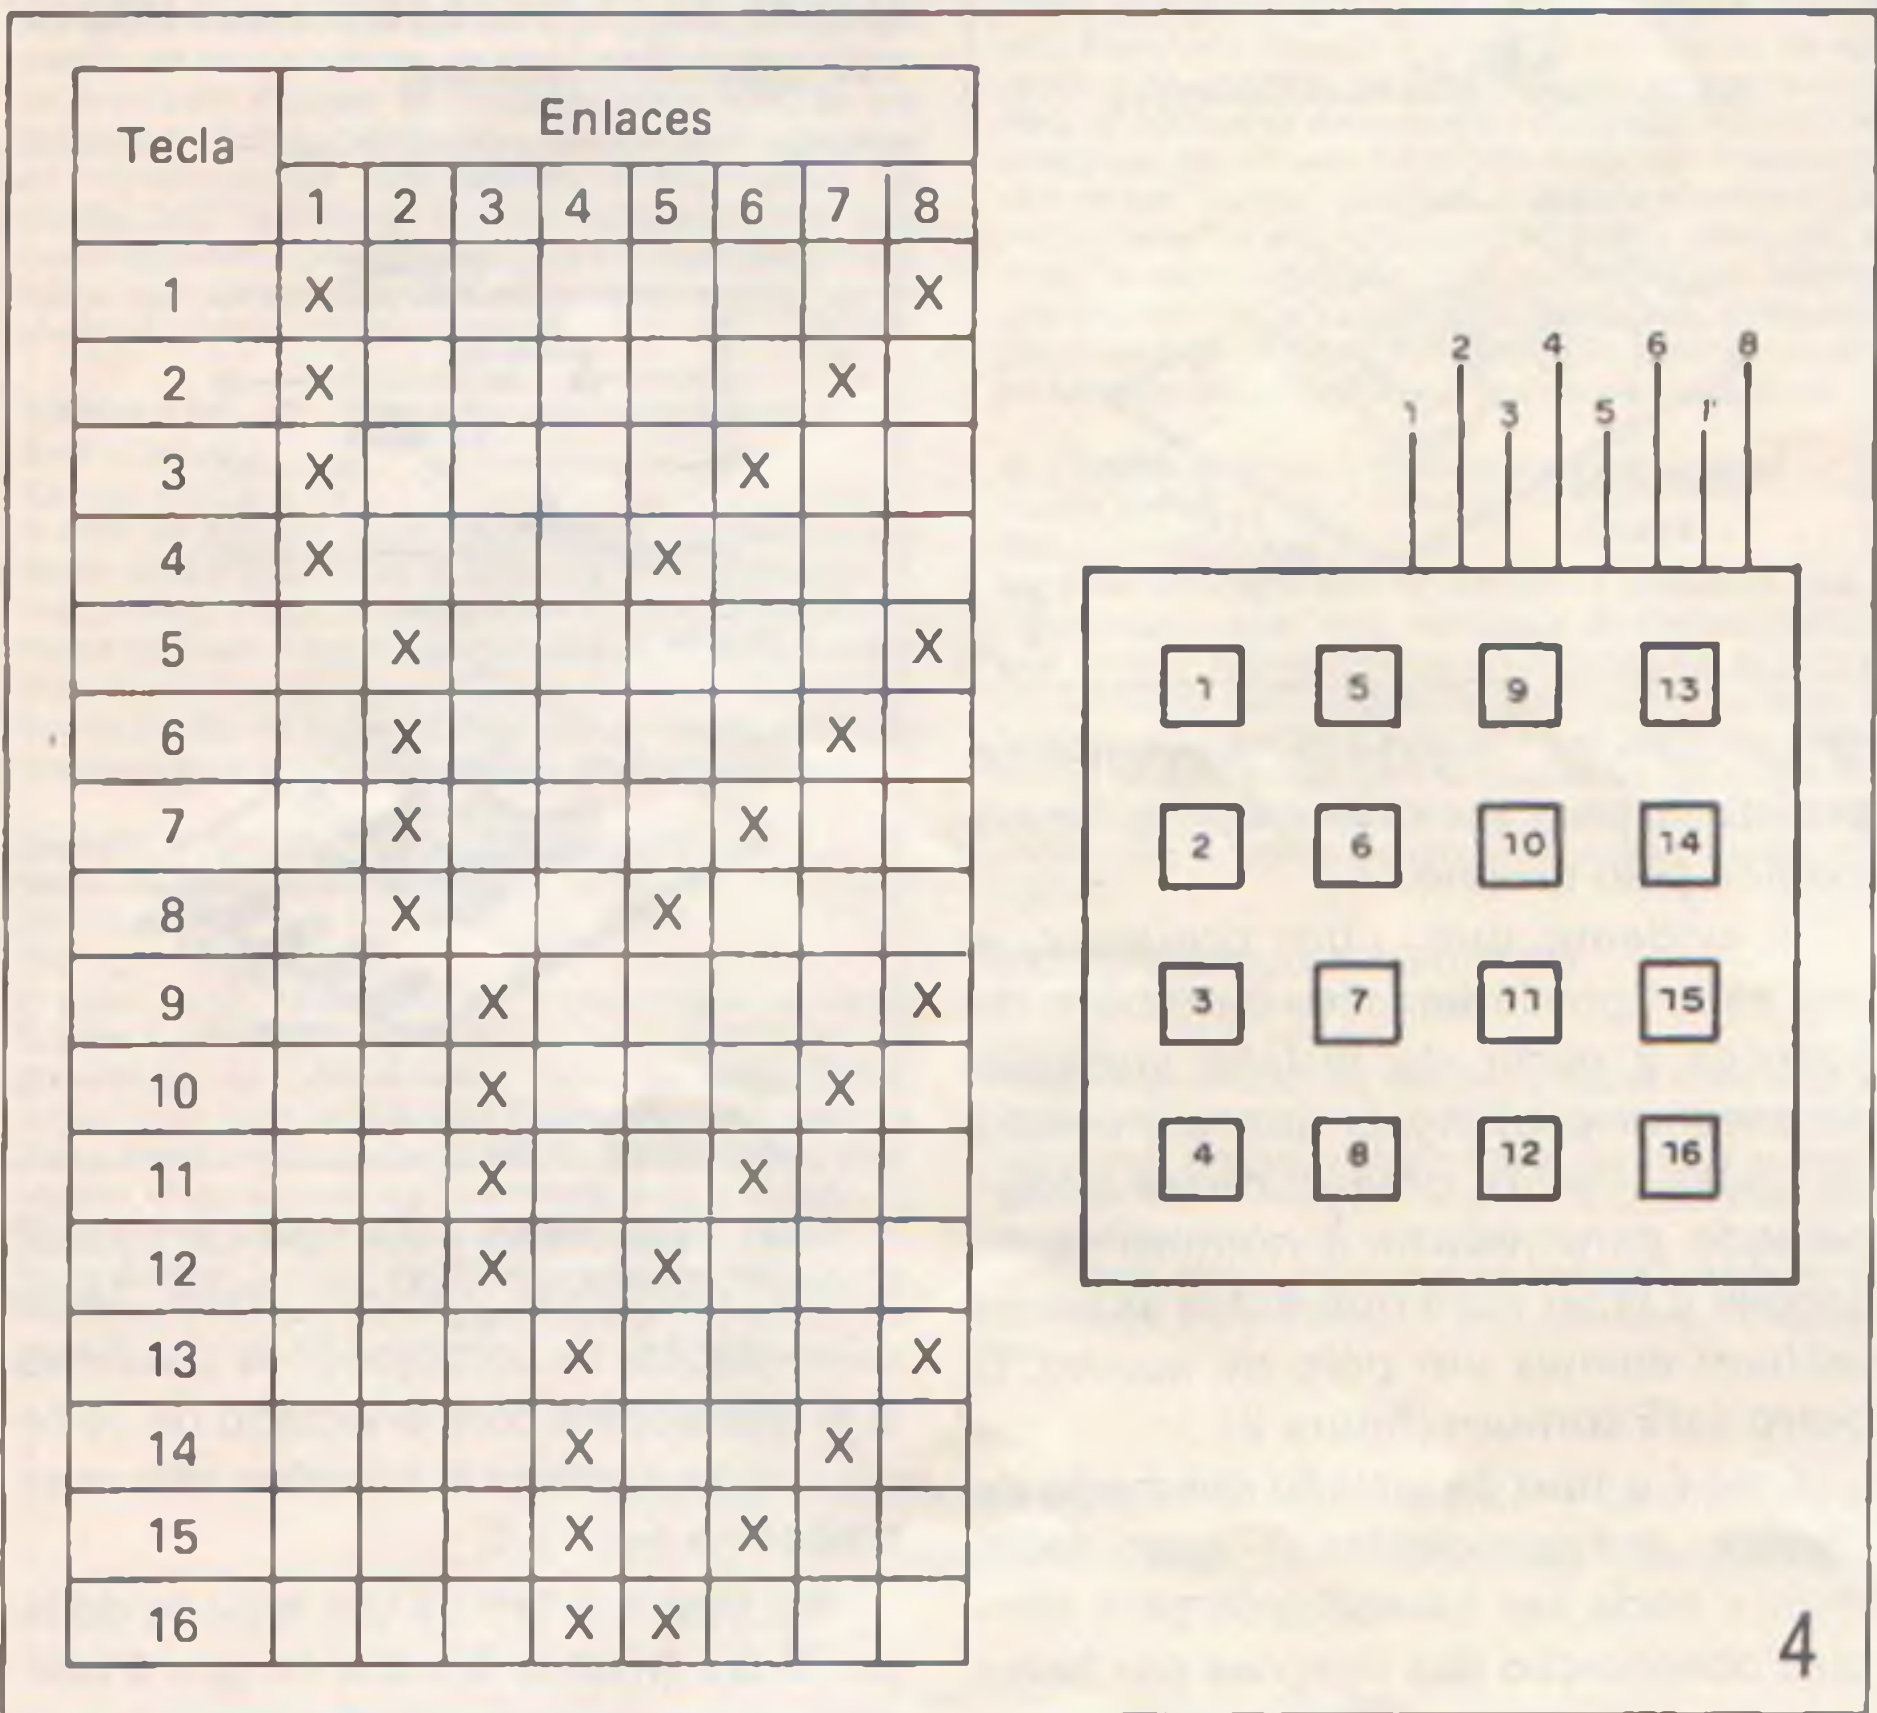 Tecla Enlaces
1 2 3 4 5 6 7 8
1 X X
2 X X
3 X X
4 X X
5 X X
6 X X
7 X X
8 X X
9 X X
10 X X
11 X X
12 X X
13 X X
14 X X
15 X X
16 X X
2 4 6 8
1 3 5
1 5 9 13
2 6 10 14
3 7 11 15
4 8 12 16
4